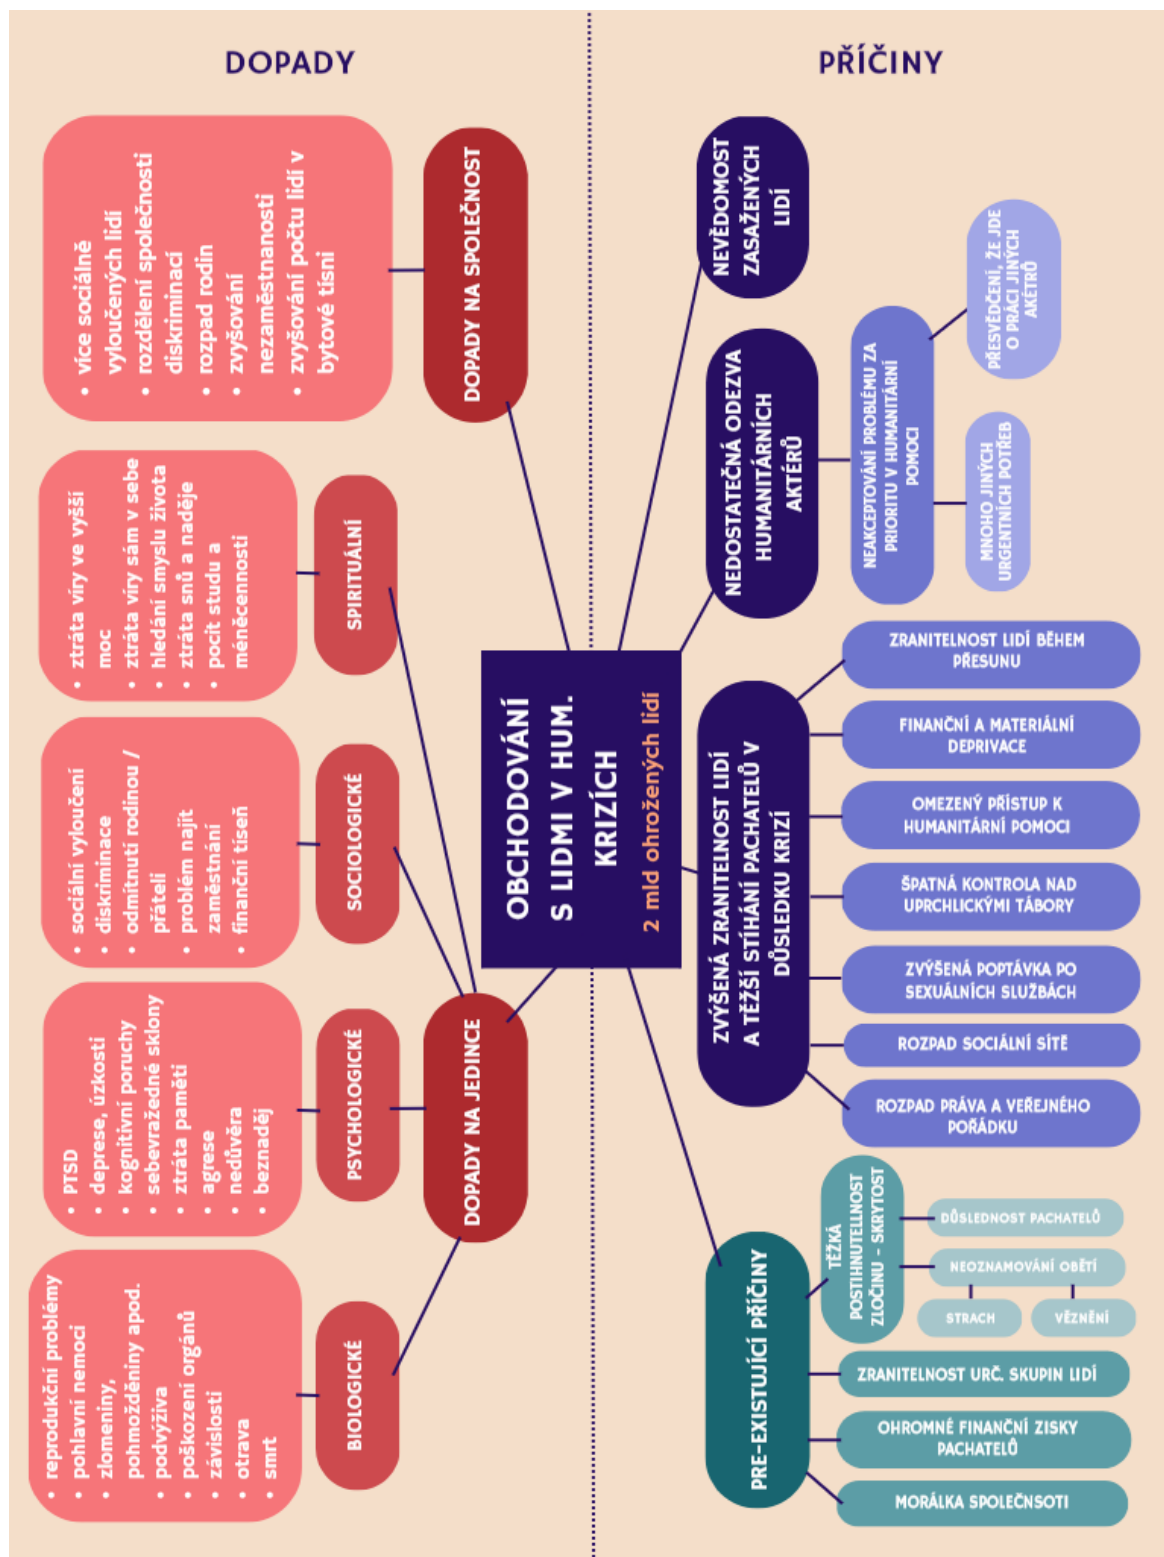 DOPADY
PŘÍČINY
• více sociálně
vyloučených lidí
• rozdělení společnosti
diskriminací
• rozpad rodin
• zvyšování
nezaměstnanosti
• zvyšování počtu lidí v
bytové tísni
DOPADY NA SPOLEČNOST
• ztráta víry ve vyšší
moc
• ztráta víry sám v sebe
• hledání smyslu života
• ztráta snů a naděje
• pocit studu a
méněcennosti
SPIRITUÁLNÍ
• sociální vyloučení
• diskriminace
• odmítnutí rodinou /
přáteli
• problém najít
zaměstnání
• finanční tíseň
SOCIOLOGICKÉ
• PTSD
• deprese, úzkosti
• kognitivní poruchy
• sebevražedné sklony
• ztráta paměti
• agrese
• nedůvěra
• beznaděj
PSYCHOLOGICKÉ
• reprodukční problémy
• pohlavní nemoci
• zlomeniny,
pohmožděniny apod.
• podvýživa
• poškození orgánů
• závislosti
• otrava
• smrt
BIOLOGICKÉ
DOPADY NA JEDINCE
OBCHODOVÁNÍ
S LIDMI V HUM.
KRIZÍCH
2 mld ohrožených lidí
NEVĚDOMOST
ZASAŽENÝCH
LIDÍ
NEDOSTATEČNÁ ODEZVA
HUMANITÁRNÍCH
AKTÉRŮ
NEAKCEPTOVÁNÍ PROBLÉMU ZA
PRIORITU V HUMANITÁRNÍ
POMOCI
PŘESVĚDČENÍ, ŽE JDE
O PRÁCI JINÝCH
AKÉTRŮ
MNOHO JINÝCH
URGENTNÍCH POTŘEB
ZVÝŠENÁ ZRANITELNOST LIDÍ
A TĚŽŠÍ STÍHÁNÍ PACHATELŮ V
DŮSLEDKU KRIZÍ
ZRANITELNOST LIDÍ BĚHEM
PŘESUNU
FINANČNÍ A MATERIÁLNÍ
DEPRIVACE
OMEZENÝ PŘÍSTUP K
HUMANITÁRNÍ POMOCI
ŠPATNÁ KONTROLA NAD
UPRCHLICKÝMI TÁBORY
ZVÝŠENÁ POPTÁVKA PO
SEXUÁLNÍCH SLUŽBÁCH
ROZPAD SOCIÁLNÍ SÍTĚ
ROZPAD PRÁVA A VEŘEJNÉHO
POŘÁDKU
PRE-EXISTUJÍCÍ PŘÍČINY
TĚŽKÁ
POSTIHNUTELLNOST
ZLOČINU - SKRYTOST
DŮSLEDNOST PACHATELŮ
NEOZNAMOVÁNÍ OBĚTÍ
STRACH
VĚZNĚNÍ
ZRANITELNOST URČ. SKUPIN LIDÍ
OHROMNÉ FINANČNÍ ZISKY
PACHATELŮ
MORÁLKA SPOLEČNSOTI